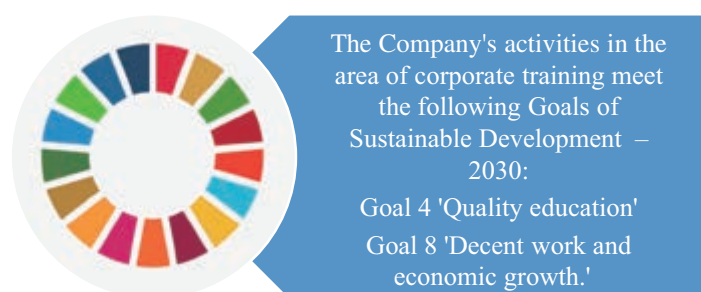 The Company's activities in the
area of corporate training meet
the following Goals of
Sustainable Development –
2030:
Goal 4 'Quality education'
Goal 8 'Decent work and
economic growth.'